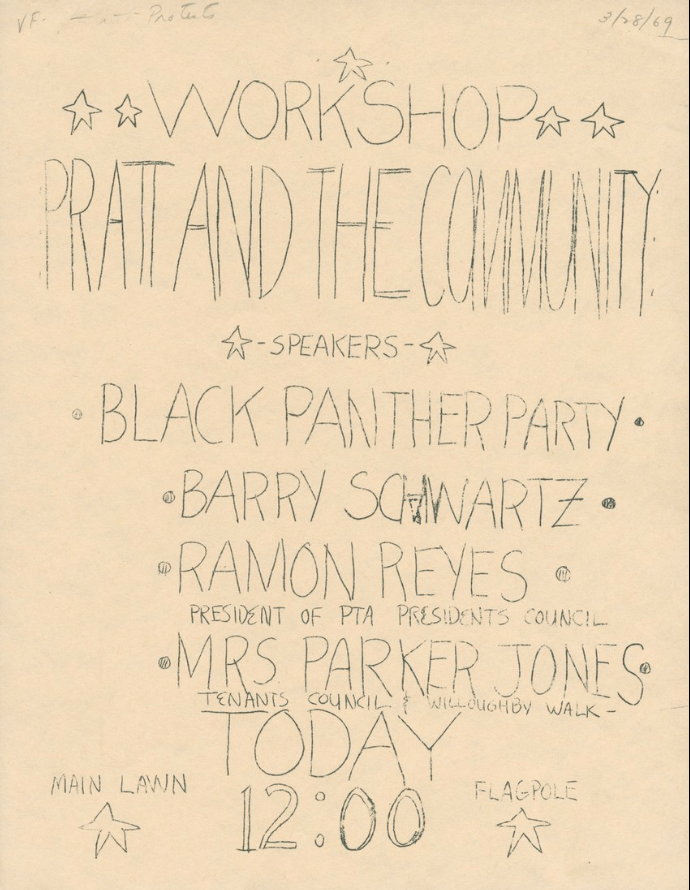 VF- Protests
3/28/69
WORKSHOP
PRATT AND THE COMMUNITY
-SPEAKERS-
BLACK PANTHER PARTY
BARRY SCHWARTZ
RAMON REYES
PRESIDENT OF PTA PRESIDENTS COUNCIL
MRS PARKER JONES
TENANTS COUNCIL & WILLOUGHBY WALK-
TODAY
MAIN LAWN
FLAGPOLE
12:00